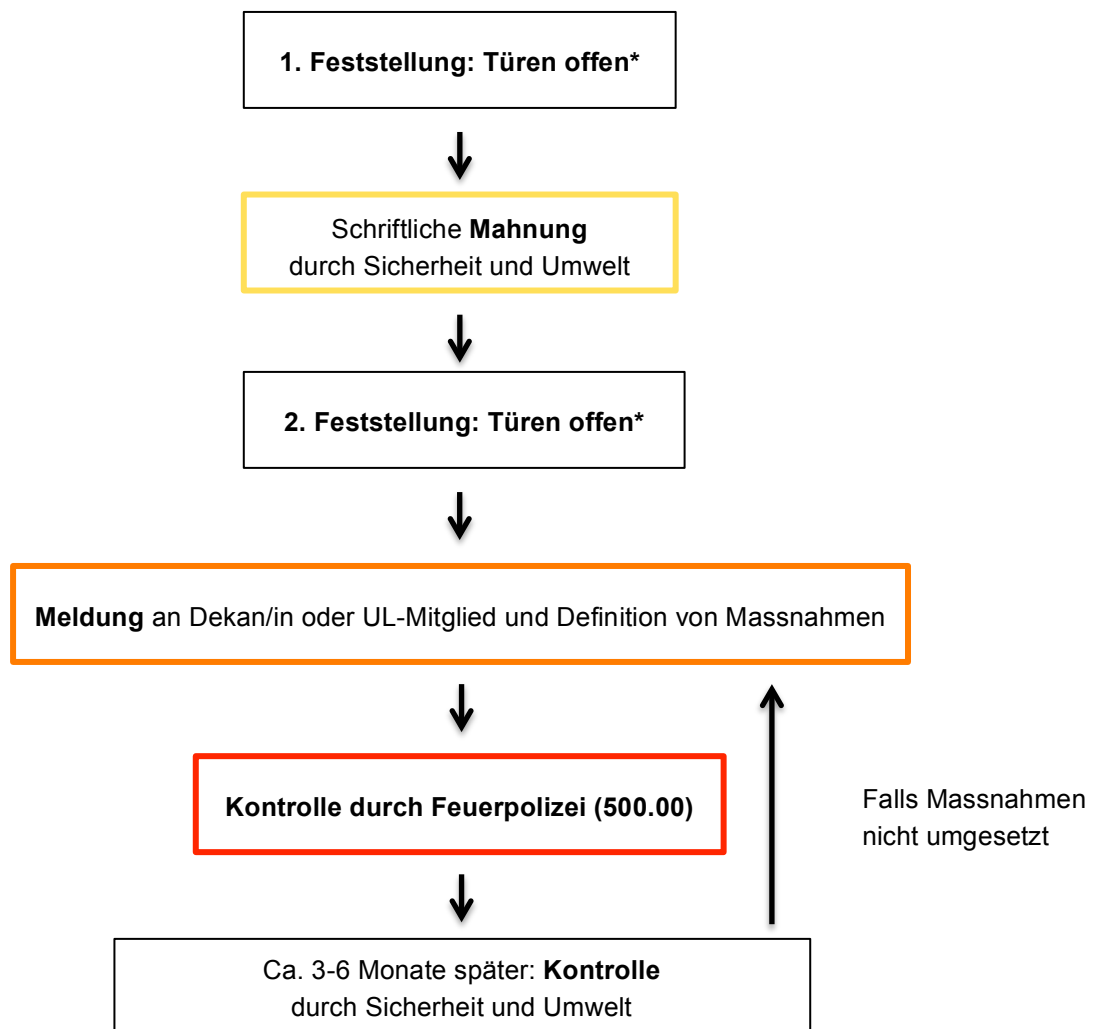 1. Feststellung: Türen offen*
Schriftliche Mahnung
durch Sicherheit und Umwelt
2. Feststellung: Türen offen*
Meldung an Dekan/in oder UL-Mitglied und Definition von Massnahmen
Kontrolle durch Feuerpolizei (500.00)
Falls Massnahmen
nicht umgesetzt
Ca. 3-6 Monate später: Kontrolle
durch Sicherheit und Umwelt